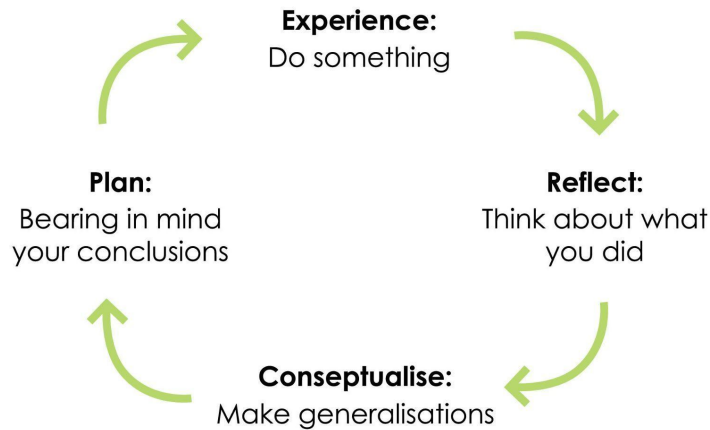 Experience:
Do something
Reflect:
Think about what
you did
Conseptualise:
Make generalisations
Plan:
Bearing in mind
your conclusions